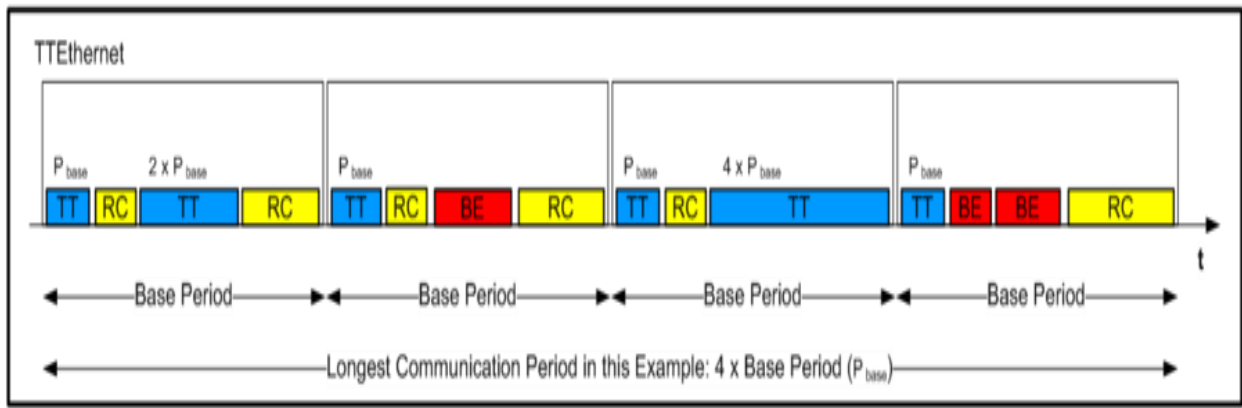 TTEthernet
P base 2 x P base P base P base 4 x P base P base
TT RC TT RC TT RC BE RC TT RC TT TT BE BE RC
t
Base Period Base Period Base Period Base Period
Longest Communication Period in this Example: 4 x Base Period (P base)